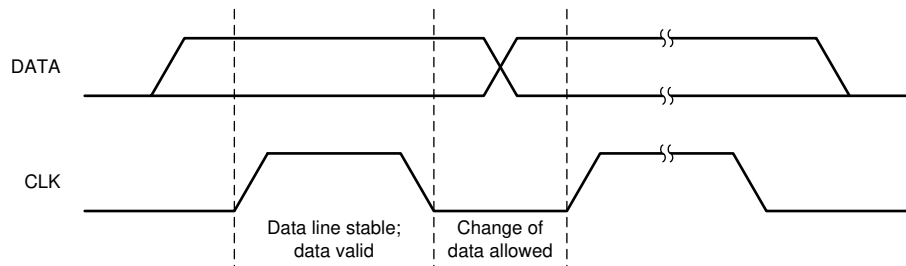 DATA
CLK
Data line stable;
data valid
Change of
data allowed